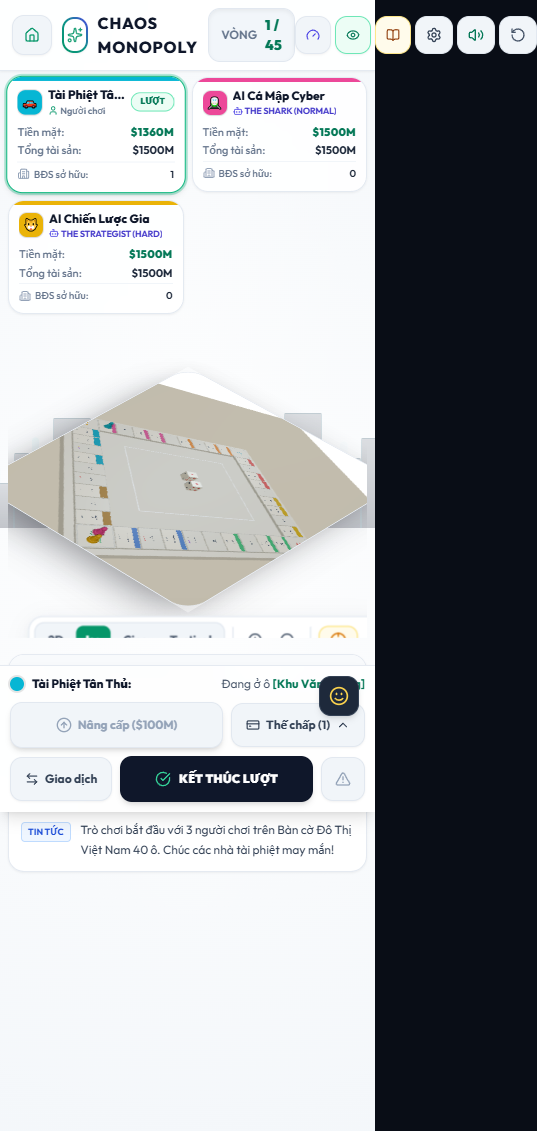 CHAOS
MONOPOLY
VÒNG
1 /
45
Tài Phiệt Tâ...
Người chơi
LƯỢT
Tiền mặt:
$1360M
Tổng tài sản:
$1500M
BĐS sở hữu:
1
AI Cá Mập Cyber
THE SHARK (NORMAL)
Tiền mặt:
$1500M
Tổng tài sản:
$1500M
BĐS sở hữu:
0
AI Chiến Lược Gia
THE STRATEGIST (HARD)
Tiền mặt:
$1500M
Tổng tài sản:
$1500M
BĐS sở hữu:
0
Tài Phiệt Tân Thủ:
Đang ở ô [Khu
Nâng cấp ($100M)
Thế chấp (1)
Giao dịch
KẾT THÚC LƯỢT
TIN TỨC
Trò chơi bắt đầu với 3 người chơi trên Bàn cờ Đô Thị
Việt Nam 40 ô. Chúc các nhà tài phiệt may mắn!